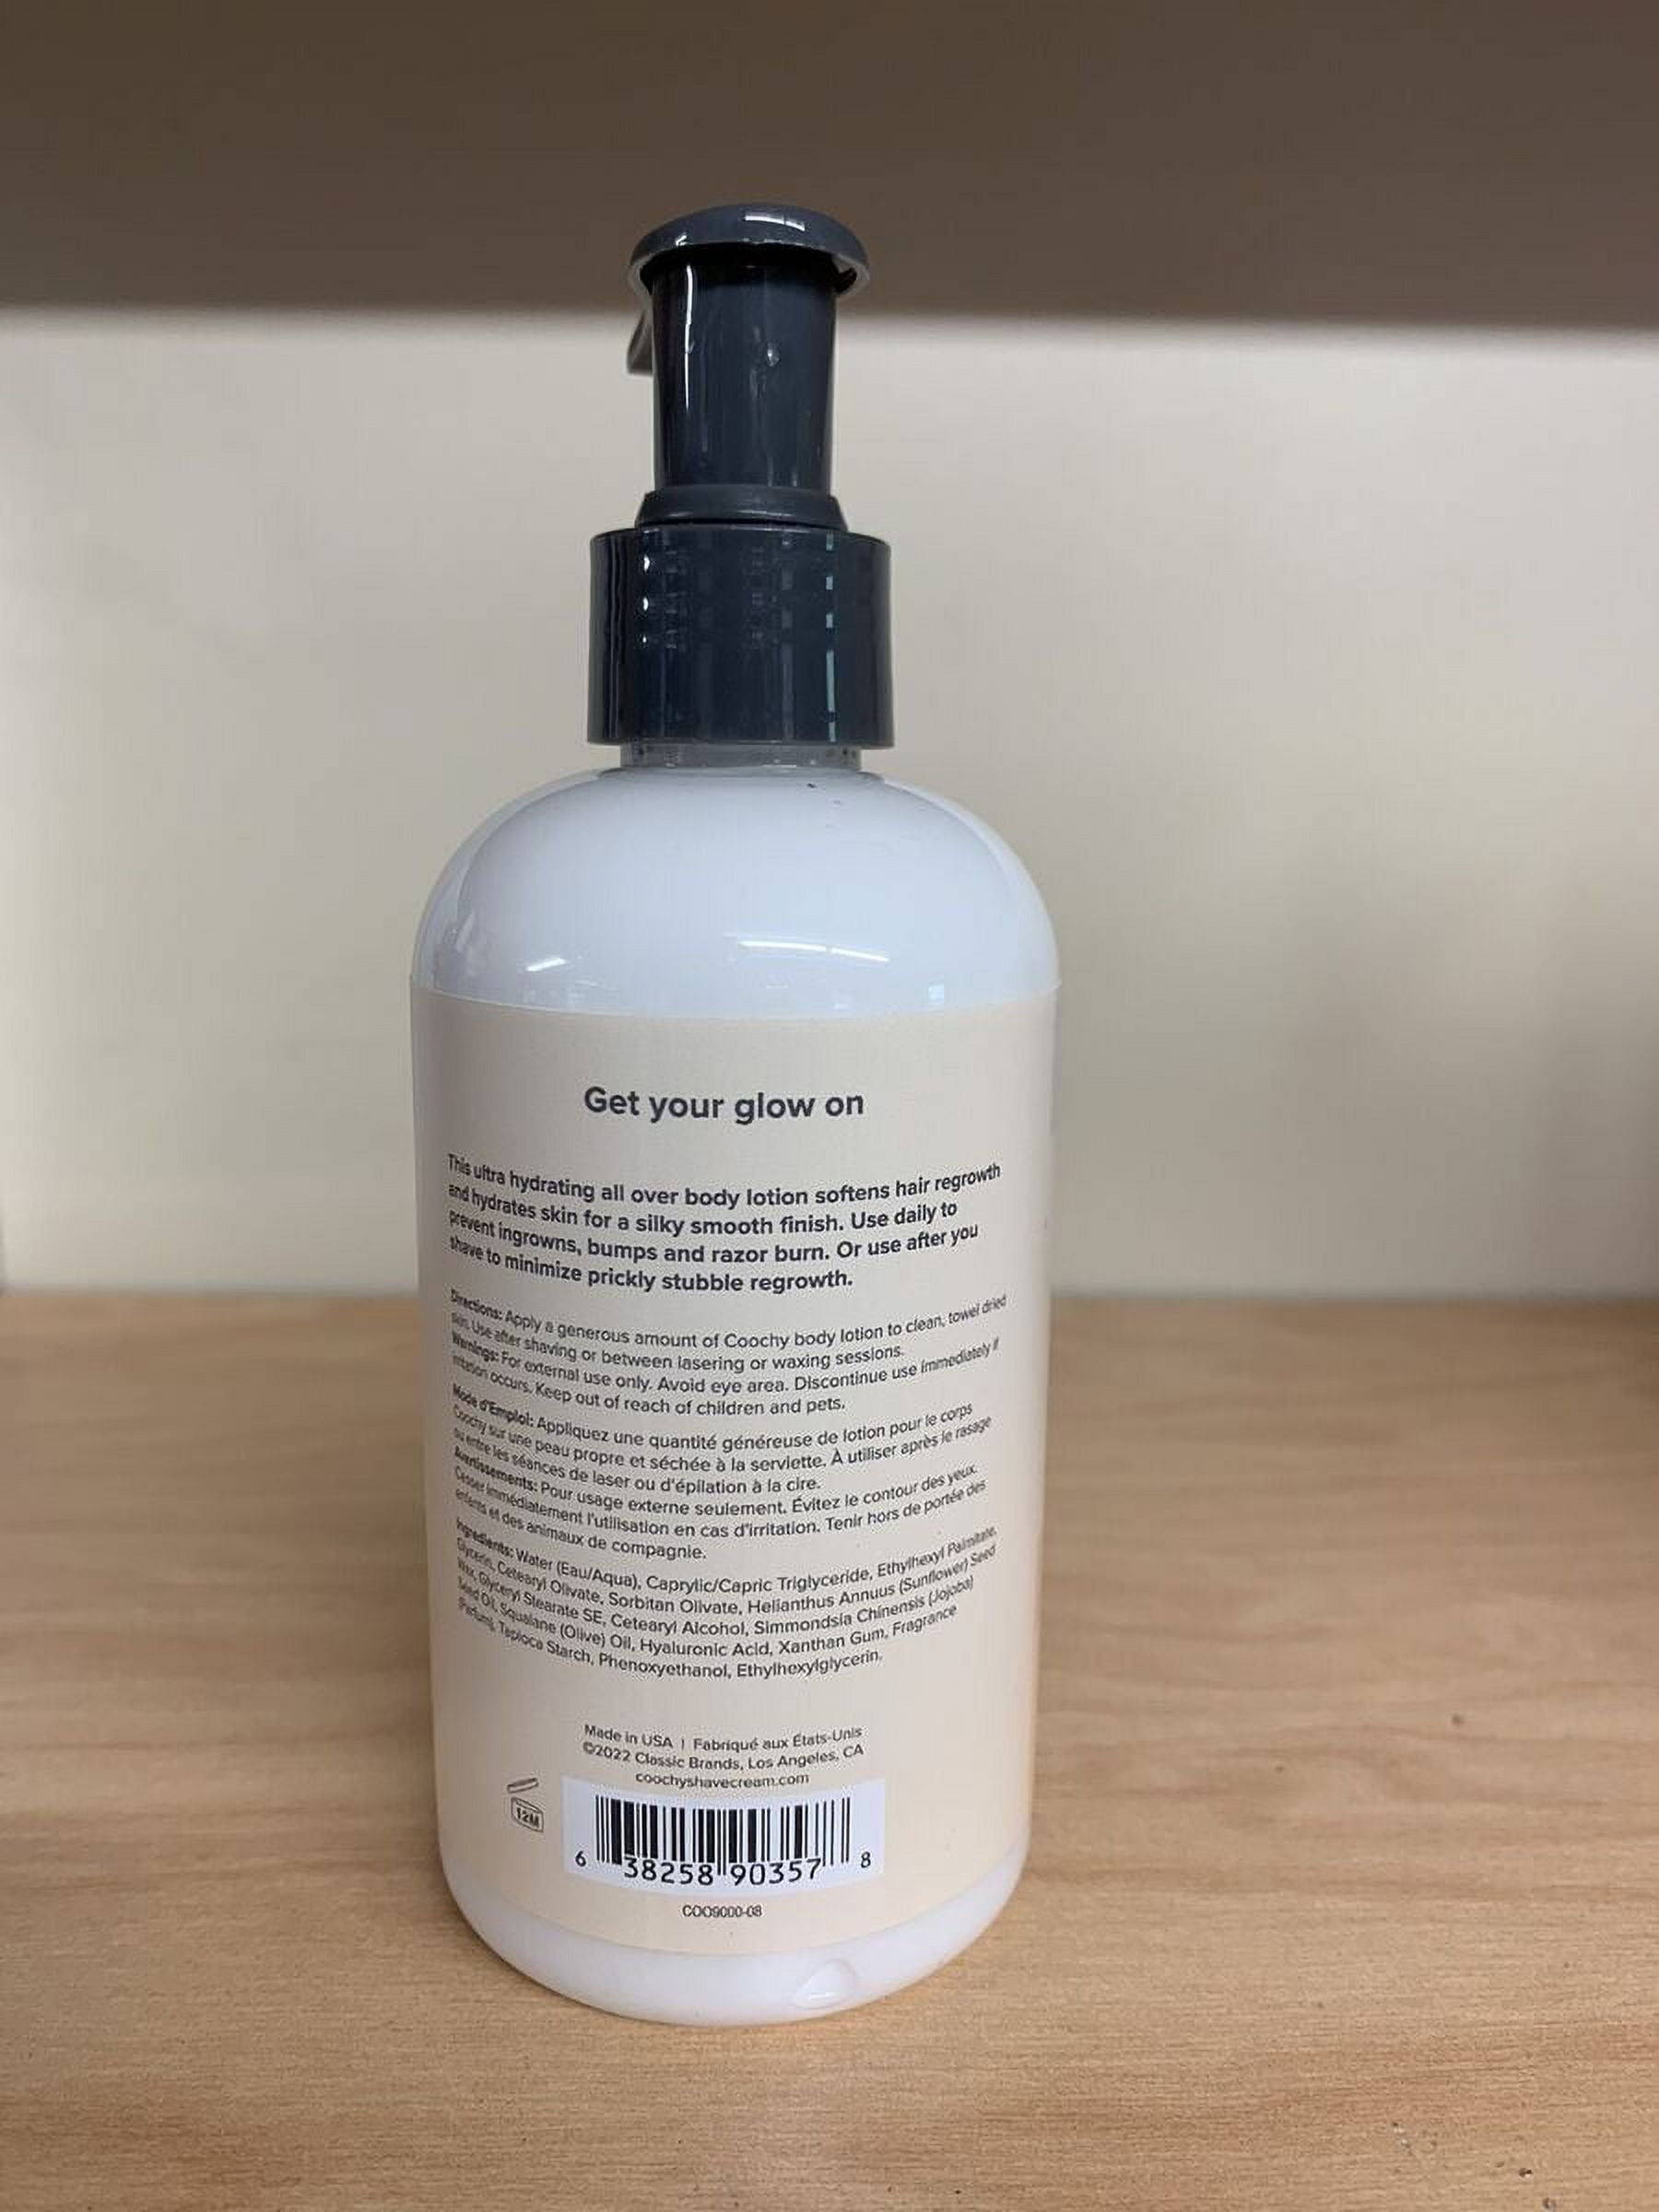 Get your glow on
This ultra hydrating all over body lotion softens hair regrowth
and hydrates skin for a silky smooth finish. Use daily to
prevent ingrowns, bumps and razor burn. Or use after you
shave to minimize prickly stubble regrowth.
Directions: Apply a generous amount of Coochy body lotion to clean, towel dried
skin. Use after shaving or between lasering or waxing sessions.
Warnings: For external use only. Avoid eye area. Discontinue use immediately if
irritation occurs. Keep out of reach of children and pets.
Mode d'Emploi: Appliquez une quantité généreuse de lotion pour le corps
Coochy sur une peau propre et séchée à la serviette. À utiliser après le rasage
ou entre les séances de laser ou d'épilation à la cire.
Avertissements: Pour usage externe seulement. Évitez le contour des yeux.
Cesser immédiatement l'utilisation en cas d'irritation. Tenir hors de portée des
enfants et des animaux de compagnie.
Ingredients: Water (Eau/Aqua), Caprylic/Capric Triglyceride, Ethylhexyl Palmitate,
Glycerin, Cetearyl Olivate, Sorbitan Olivate, Helianthus Annuus (Sunflower) Seed
Wax, Glyceryl Stearate SE, Cetearyl Alcohol, Simmondsia Chinensis (Jojoba)
Seed Oil, Squalane (Olive) Oil, Hyaluronic Acid, Xanthan Gum, Fragrance
(Parfum), Tapioca Starch, Phenoxyethanol, Ethylhexylglycerin.
Made in USA | Fabriqué aux États-Unis
©2022 Classic Brands, Los Angeles, CA
coochyshavecream.com
12M
6 38258 90357 8
COO9000-08